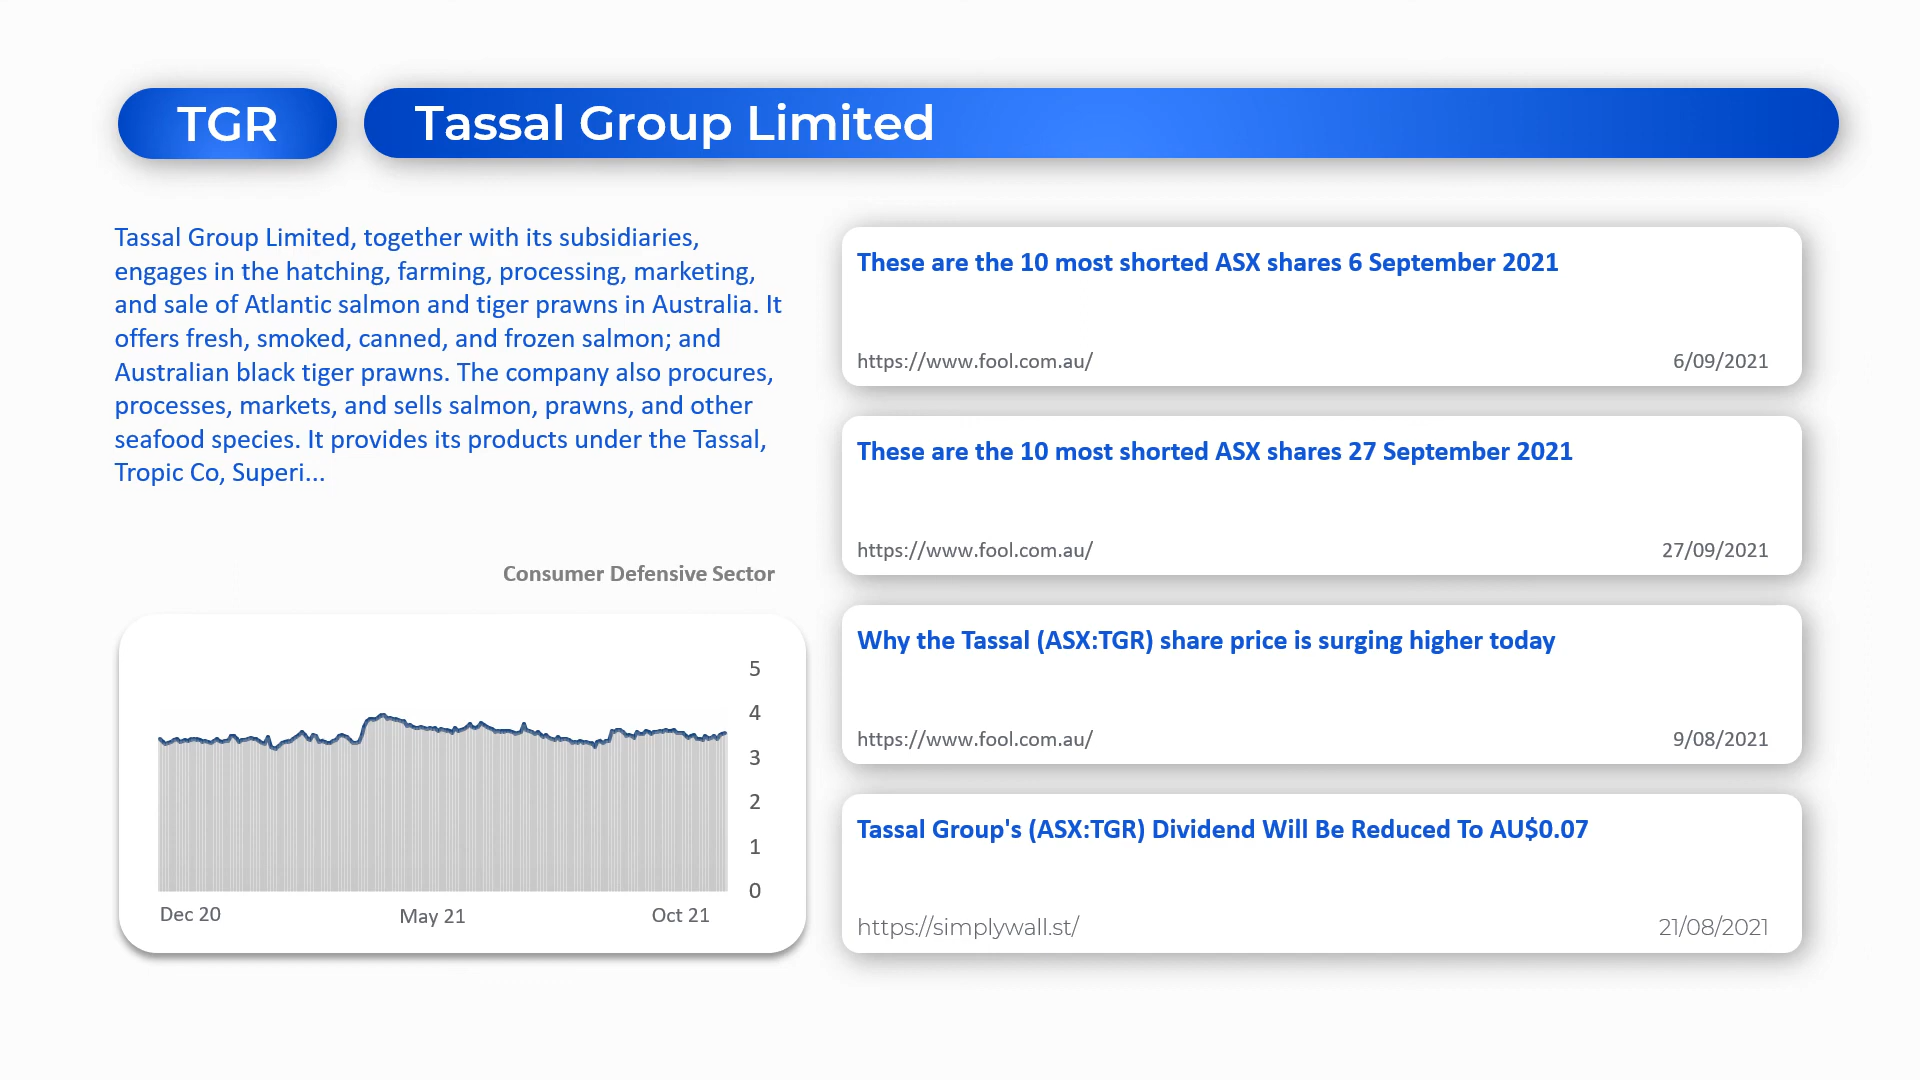 TGR
Tassal Group Limited
Tassal Group Limited, together with its subsidiaries,
engages in the hatching, farming, processing, marketing,
and sale of Atlantic salmon and tiger prawns in Australia. It
offers fresh, smoked, canned, and frozen salmon; and
Australian black tiger prawns. The company also procures,
processes, markets, and sells salmon, prawns, and other
seafood species. It provides its products under the Tassal,
Tropic Co, Superi...
Consumer Defensive Sector
5
4
3
2
1
0
Dec 20
May 21
Oct 21
These are the 10 most shorted ASX shares 6 September 2021
https://www.fool.com.au/
6/09/2021
These are the 10 most shorted ASX shares 27 September 2021
https://www.fool.com.au/
27/09/2021
Why the Tassal (ASX:TGR) share price is surging higher today
https://www.fool.com.au/
9/08/2021
Tassal Group's (ASX:TGR) Dividend Will Be Reduced To AU$0.07
https://simplywall.st/
21/08/2021